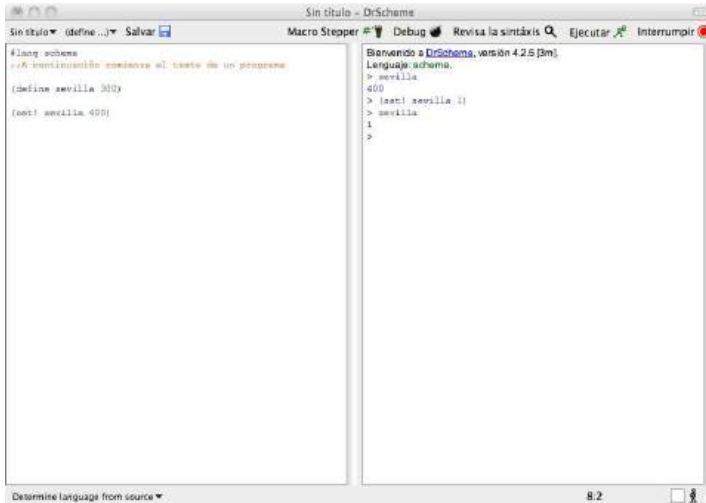 Sin título - DrScheme
Sin título (define ...) Salvar Macro Stepper Debug Revisa la sintáxis Ejecutar Interrumpir
#lang scheme
;;A continuación comienza el texto de un programa
(define sevilla 300)
(set! sevilla 400)
Bienvenido a DrScheme, versión 4.2.5 [3m].
Lenguaje: scheme.
> sevilla
400
> (set! sevilla 1)
> sevilla
1
>
Determine language from source 8:2